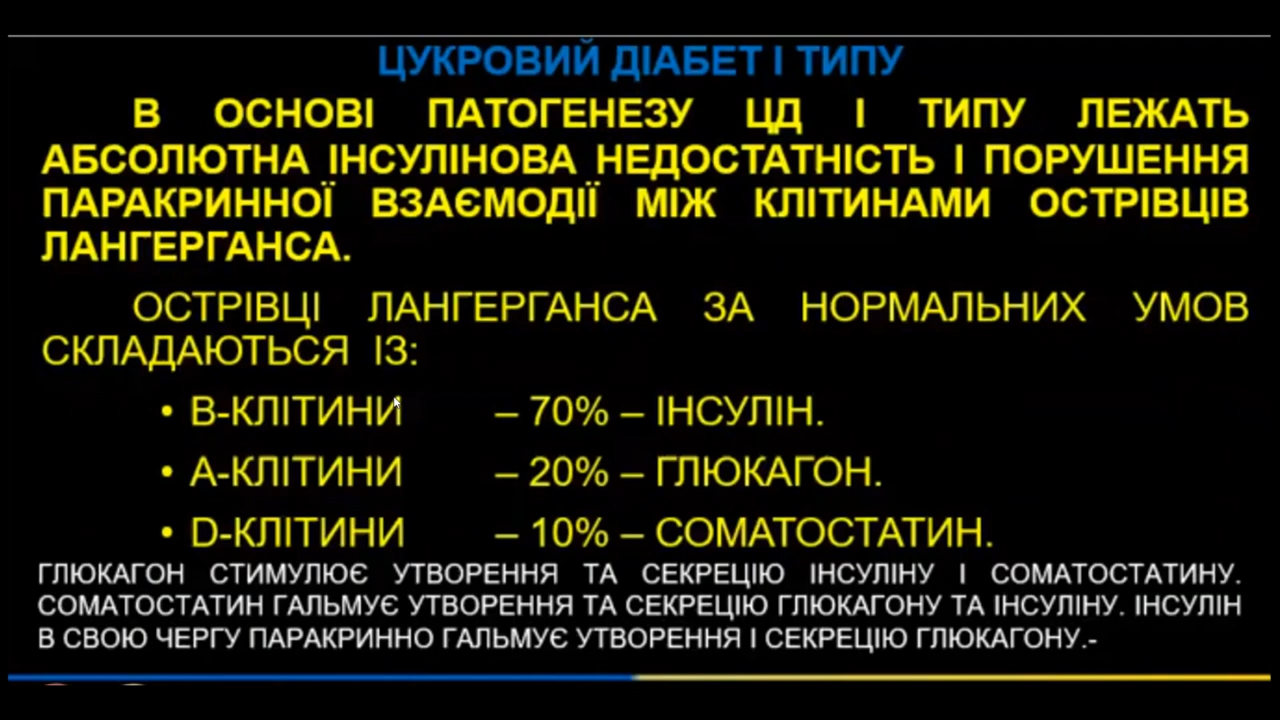 ЦУКРОВИЙ ДІАБЕТ І ТИПУ
В ОСНОВІ ПАТОГЕНЕЗУ ЦД І ТИПУ ЛЕЖАТЬ
АБСОЛЮТНА ІНСУЛІНОВА НЕДОСТАТНІСТЬ І ПОРУШЕННЯ
ПАРАКРИННОЇ ВЗАЄМОДІЇ МІЖ КЛІТИНАМИ ОСТРІВЦІВ
ЛАНГЕРГАНСА.
ОСТРІВЦІ ЛАНГЕРГАНСА ЗА НОРМАЛЬНИХ УМОВ
СКЛАДАЮТЬСЯ ІЗ:
• В-КЛІТИНИ – 70% – ІНСУЛІН.
• А-КЛІТИНИ – 20% – ГЛЮКАГОН.
• D-КЛІТИНИ – 10% – СОМАТОСТАТИН.
ГЛЮКАГОН СТИМУЛЮЄ УТВОРЕННЯ ТА СЕКРЕЦІЮ ІНСУЛІНУ І СОМАТОСТАТИНУ.
СОМАТОСТАТИН ГАЛЬМУЄ УТВОРЕННЯ ТА СЕКРЕЦІЮ ГЛЮКАГОНУ ТА ІНСУЛІНУ. ІНСУЛІН
В СВОЮ ЧЕРГУ ПАРАКРИННО ГАЛЬМУЄ УТВОРЕННЯ І СЕКРЕЦІЮ ГЛЮКАГОНУ.-